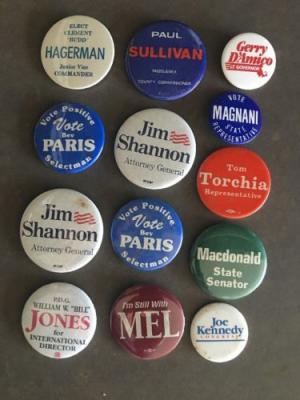 ELECT
CLEMENT
"BUDD"
HAGERMAN
Junior Vice
COMMANDER
PAUL
SULLIVAN
MIDDLESEX
COUNTY COMMISSIONER
Gerry
D'Amico
LT. GOVERNOR
Vote Positive
Vote
Bev
PARIS
Selectman
Jim
Shannon
Attorney General
VOTE
MAGNANI
STATE
REPRESENTATIVE
Tom
Torchia
Representative
Jim
Shannon
Attorney General
Vote Positive
Vote
Bev
PARIS
Selectman
Macdonald
State
Senator
P.D.G.
WILLIAM W. "BILL"
JONES
for
INTERNATIONAL
DIRECTOR
I'm Still With
MEL
Joe
Kennedy
CONGRESS